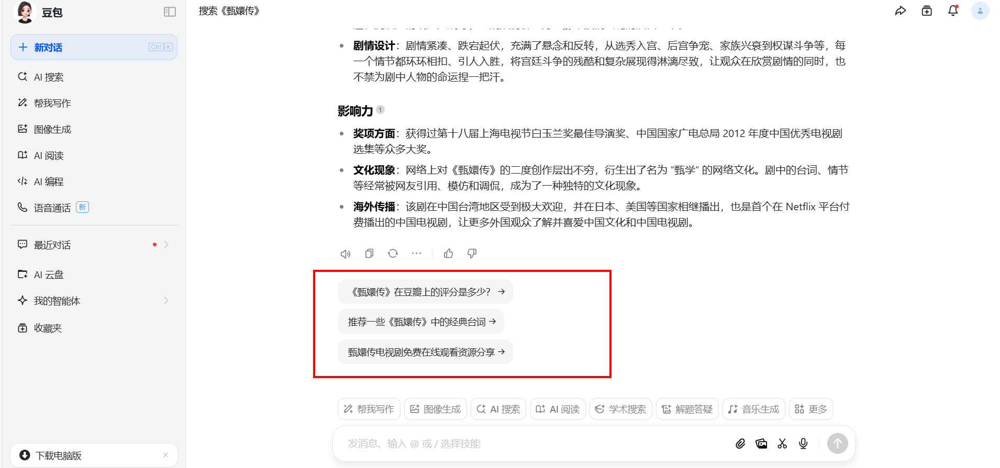 豆包
搜索《甄嬛传》
新对话 Ctrl K
AI 搜索
帮我写作
图像生成
AI 阅读
AI 编程
语音通话 新
最近对话
AI 云盘
我的智能体
收藏夹
下载电脑版
剧情设计：剧情紧凑、跌宕起伏，充满了悬念和反转，从选秀入宫、后宫争宠、家族兴衰到权谋斗争等，每
一个情节都环环相扣、引人入胜，将宫廷斗争的残酷和复杂展现得淋漓尽致，让观众在欣赏剧情的同时，也
不禁为剧中人物的命运捏一把汗。
影响力 1
奖项方面：获得过第十八届上海电视节白玉兰奖最佳导演奖、中国国家广电总局 2012 年度中国优秀电视剧
选集等众多大奖。
文化现象：网络上对《甄嬛传》的二度创作层出不穷，衍生出了名为 “甄学” 的网络文化。剧中的台词、情节
等经常被网友引用、模仿和调侃，成为了一种独特的文化现象。
海外传播：该剧在中国台湾地区受到极大欢迎，并在日本、美国等国家相继播出，也是首个在 Netflix 平台付
费播出的中国电视剧，让更多外国观众了解并喜爱中国文化和中国电视剧。
《甄嬛传》在豆瓣上的评分是多少？ →
推荐一些《甄嬛传》中的经典台词 →
甄嬛传电视剧免费在线观看资源分享 →
帮我写作 图像生成 AI 搜索 AI 阅读 学术搜索 解题答疑 音乐生成 更多
发消息、输入 @ 或 / 选择技能